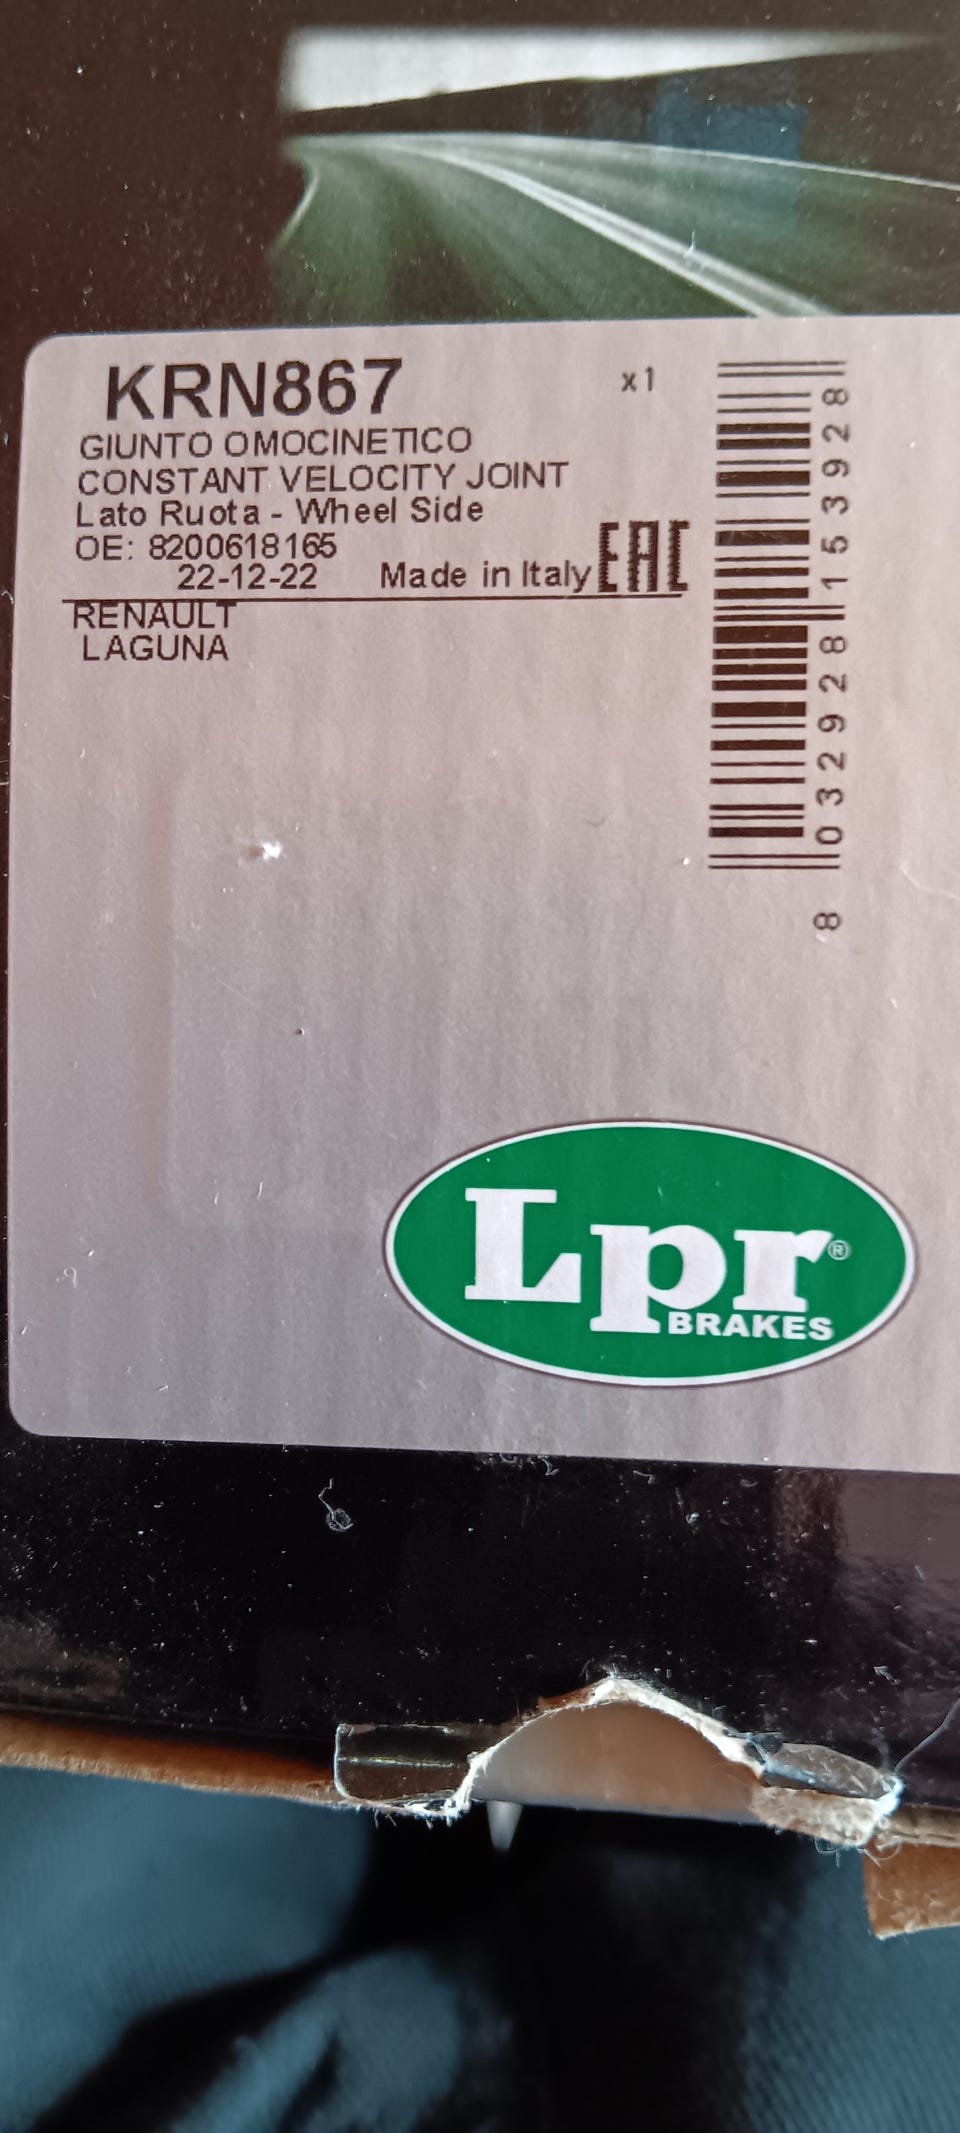 KRN867
x1
GIUNTO OMOCINETICO
CONSTANT VELOCITY JOINT
Lato Ruota - Wheel Side
OE: 8200618165
22-12-22 Made in Italy EAC
RENAULT
LAGUNA
8 032928 153928
Lpr®
BRAKES